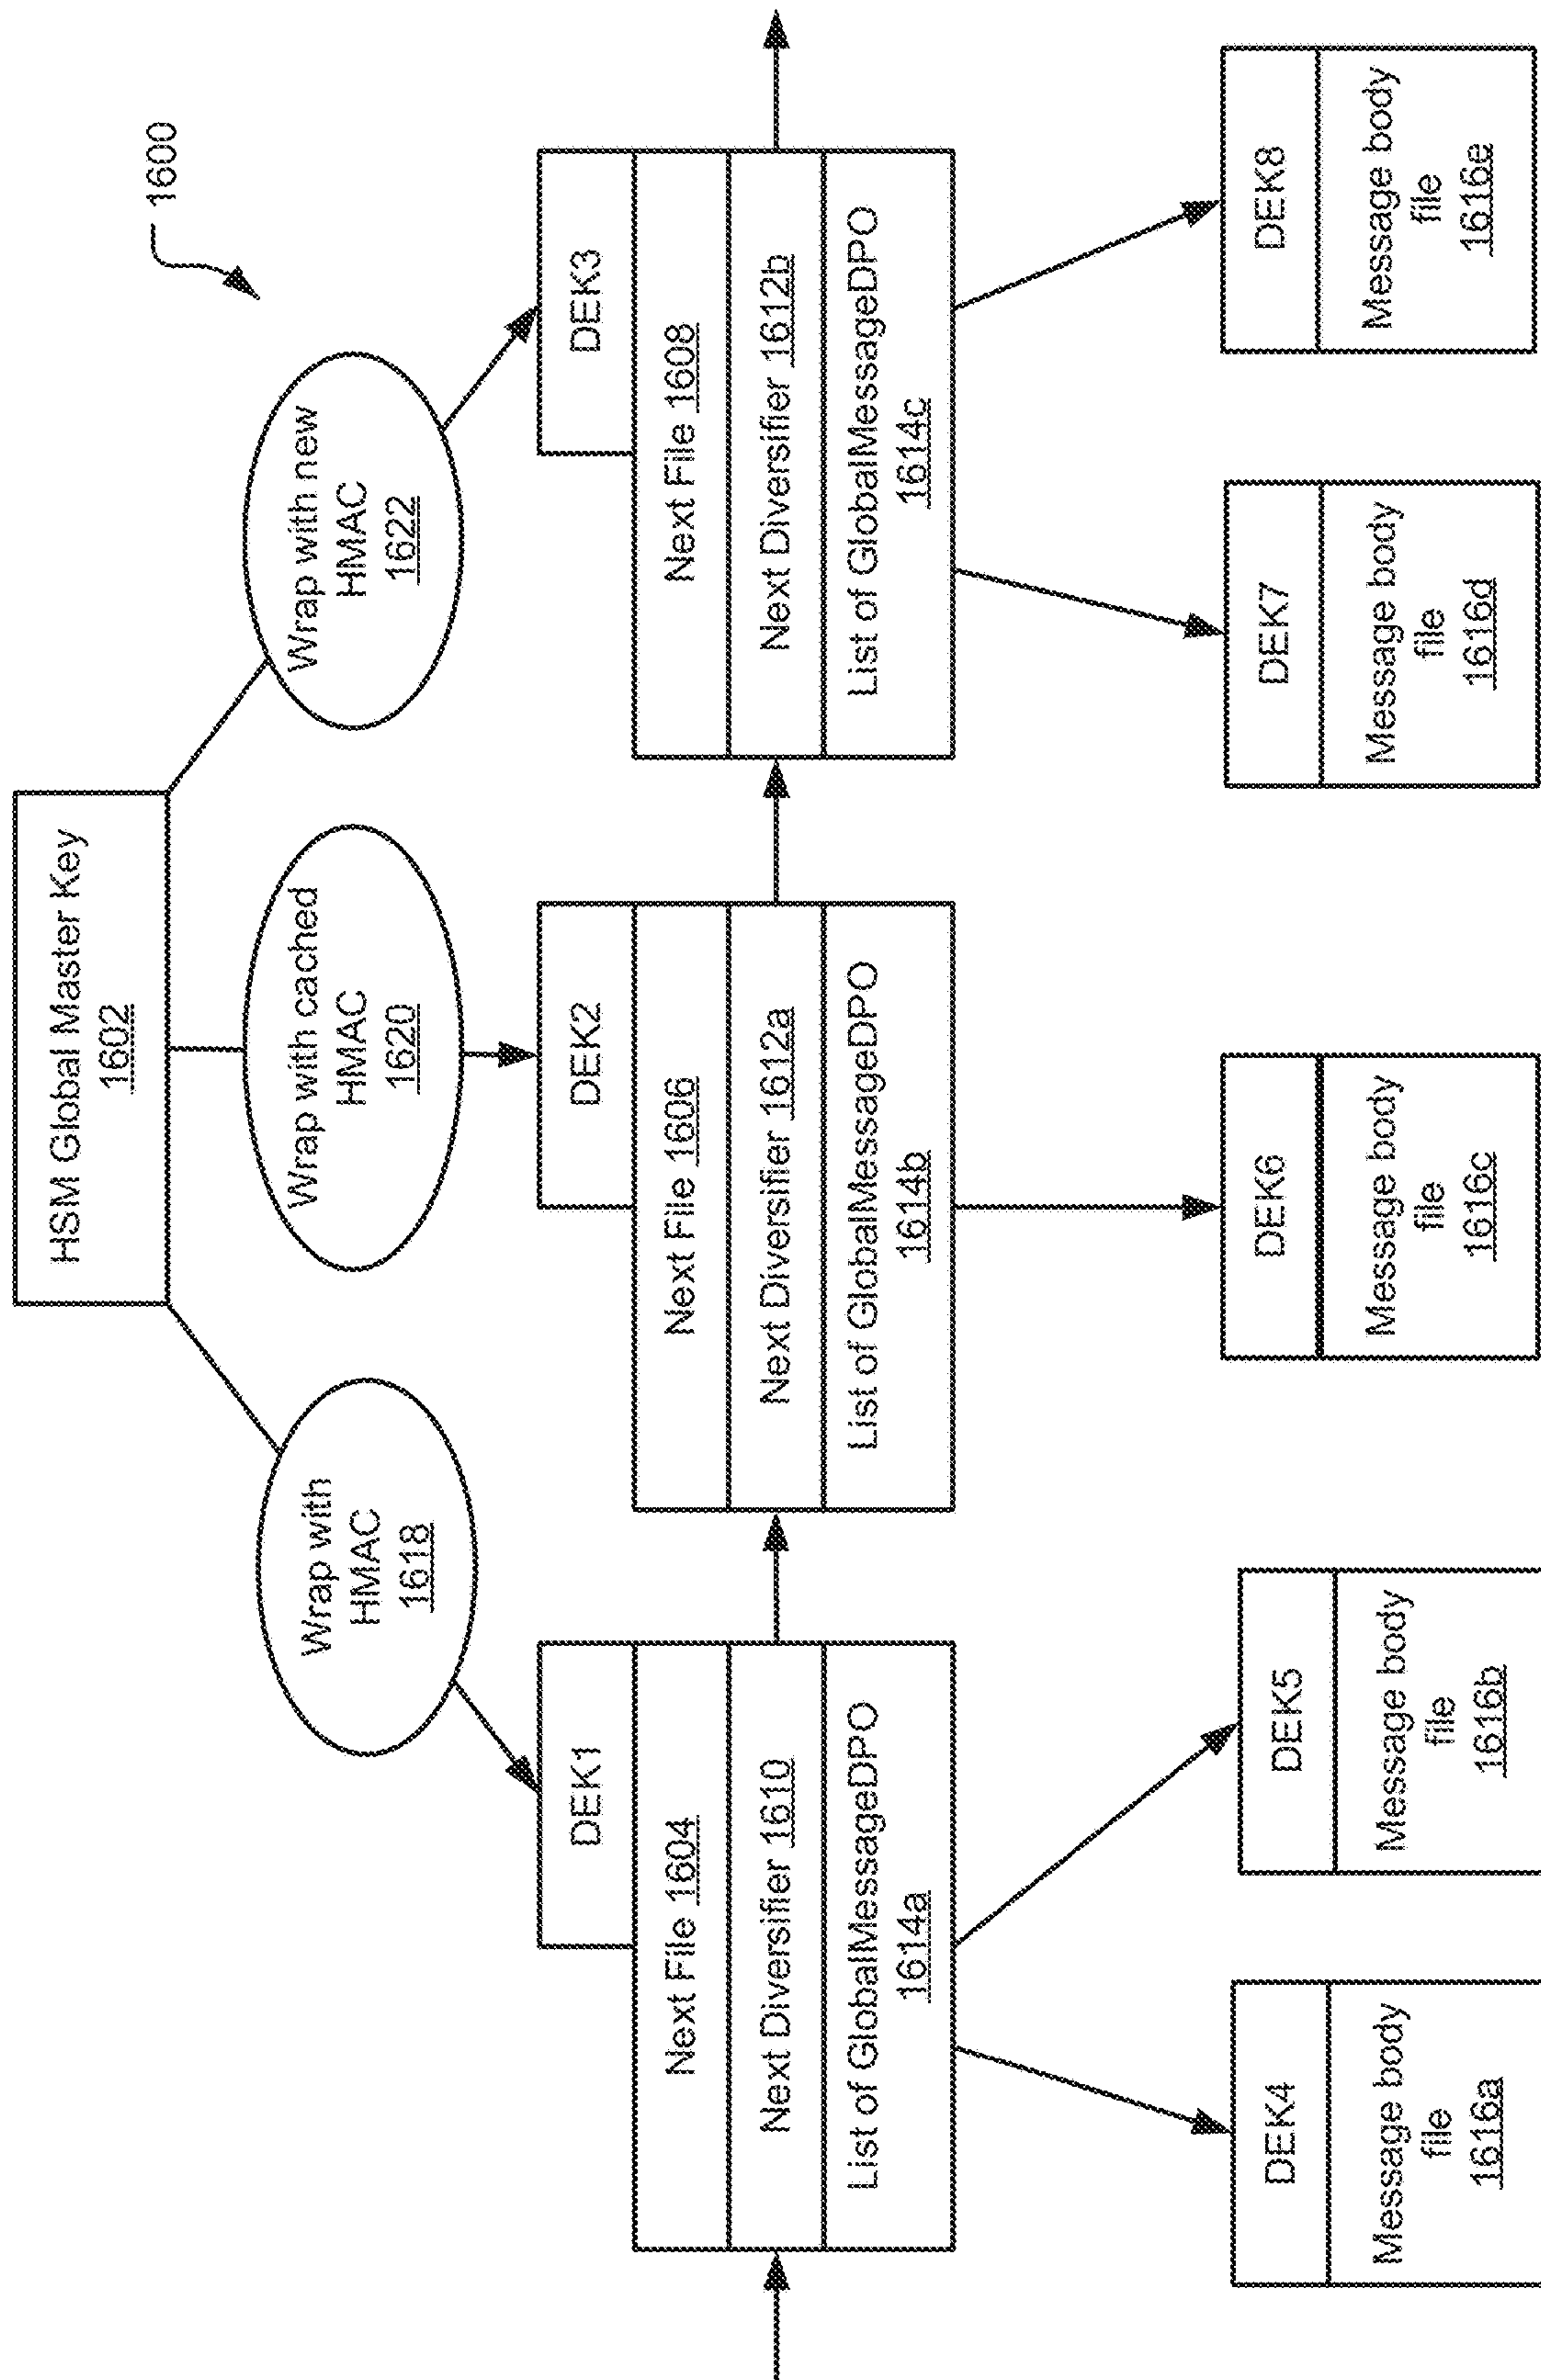 1600
HSM Global Master Key
1602
Wrap with
HMAC
1618
Wrap with cached
HMAC
1620
Wrap with new
HMAC
1622
DEK1
Next File 1604
Next Diversifier 1610
List of GlobalMessageDPO
1614a
DEK2
Next File 1606
Next Diversifier 1612a
List of GlobalMessageDPO
1614b
DEK3
Next File 1608
Next Diversifier 1612b
List of GlobalMessageDPO
1614c
DEK4
Message body
file
1616a
DEK5
Message body
file
1616b
DEK6
Message body
file
1616c
DEK7
Message body
file
1616d
DEK8
Message body
file
1616e